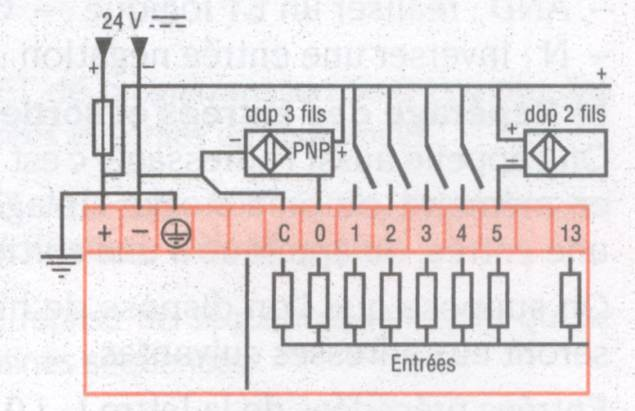 24 V
+ −
+
ddp 3 fils
ddp 2 fils
− PNP +
+
+ − C 0 1 2 3 4 5 13
Entrées